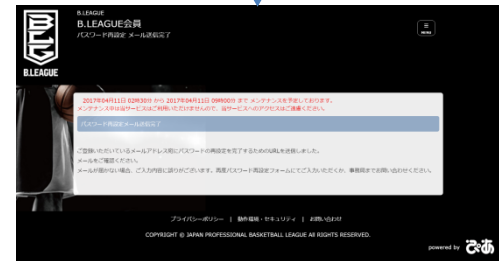 B.LEAGUE
B.LEAGUE会員
パスワード再設定 メール送信完了
MENU
B.LEAGUE
2017年04月11日 02時30分 から 2017年04月11日 09時00分 まで メンテナンスを予定しております。
メンテナンス中は当サービスはご利用いただけませんので、当サービスへのアクセスはご遠慮ください。
パスワード再設定メール送信完了
ご登録いただいているメールアドレス宛にパスワードの再設定を完了するためのURLを送信しました。
メールをご確認ください。
メールが届かない場合、ご入力内容に誤りがございます。再度パスワード再設定フォームにてご入力いただくか、事務局までお問い合わせください。
プライバシーポリシー | 動作環境・セキュリティ | お問い合わせ
COPYRIGHT © JAPAN PROFESSIONAL BASKETBALL LEAGUE All RIGHTS RESERVED.
powered by ぴあ